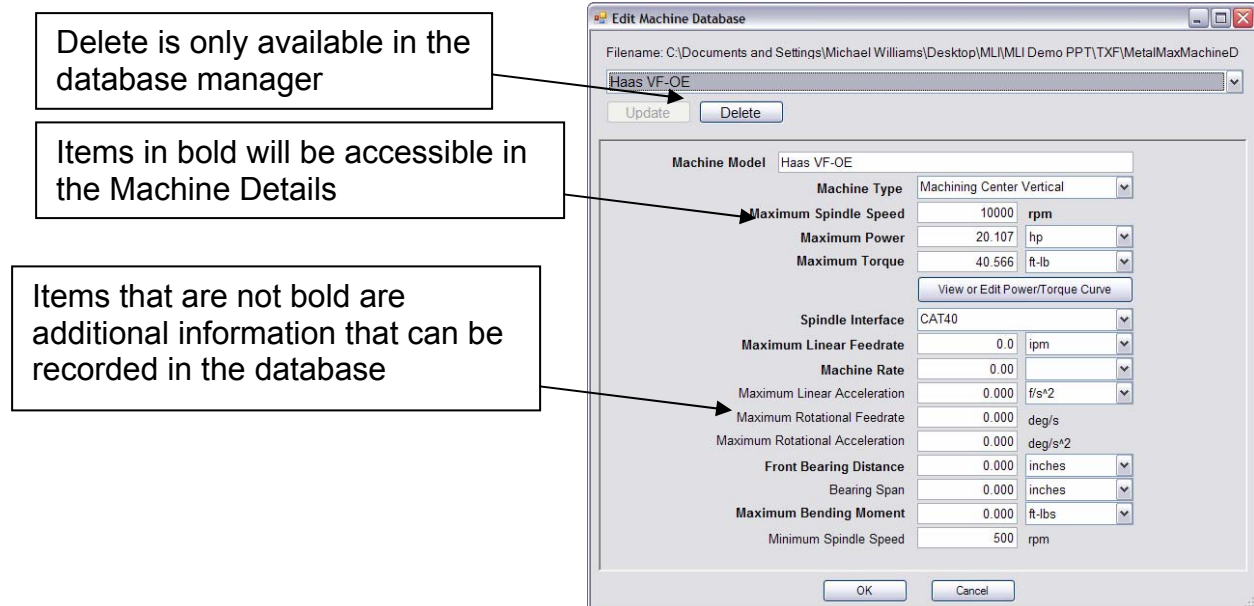 Delete is only available in the
database manager
Items in bold will be accessible in
the Machine Details
Items that are not bold are
additional information that can be
recorded in the database
Edit Machine Database
Filename: C:\Documents and Settings\Michael Williams\Desktop\MLI\MLI Demo PPT\TXF\MetalMaxMachineD
Haas VF-OE
Update Delete
Machine Model Haas VF-OE
Machine Type Machining Center Vertical
Maximum Spindle Speed 10000 rpm
Maximum Power 20.107 hp
Maximum Torque 40.566 ft-lb
View or Edit Power/Torque Curve
Spindle Interface CAT40
Maximum Linear Feedrate 0.0 ipm
Machine Rate 0.00
Maximum Linear Acceleration 0.000 f/s^2
Maximum Rotational Feedrate 0.000 deg/s
Maximum Rotational Acceleration 0.000 deg/s^2
Front Bearing Distance 0.000 inches
Bearing Span 0.000 inches
Maximum Bending Moment 0.000 ft-lbs
Minimum Spindle Speed 500 rpm
OK Cancel